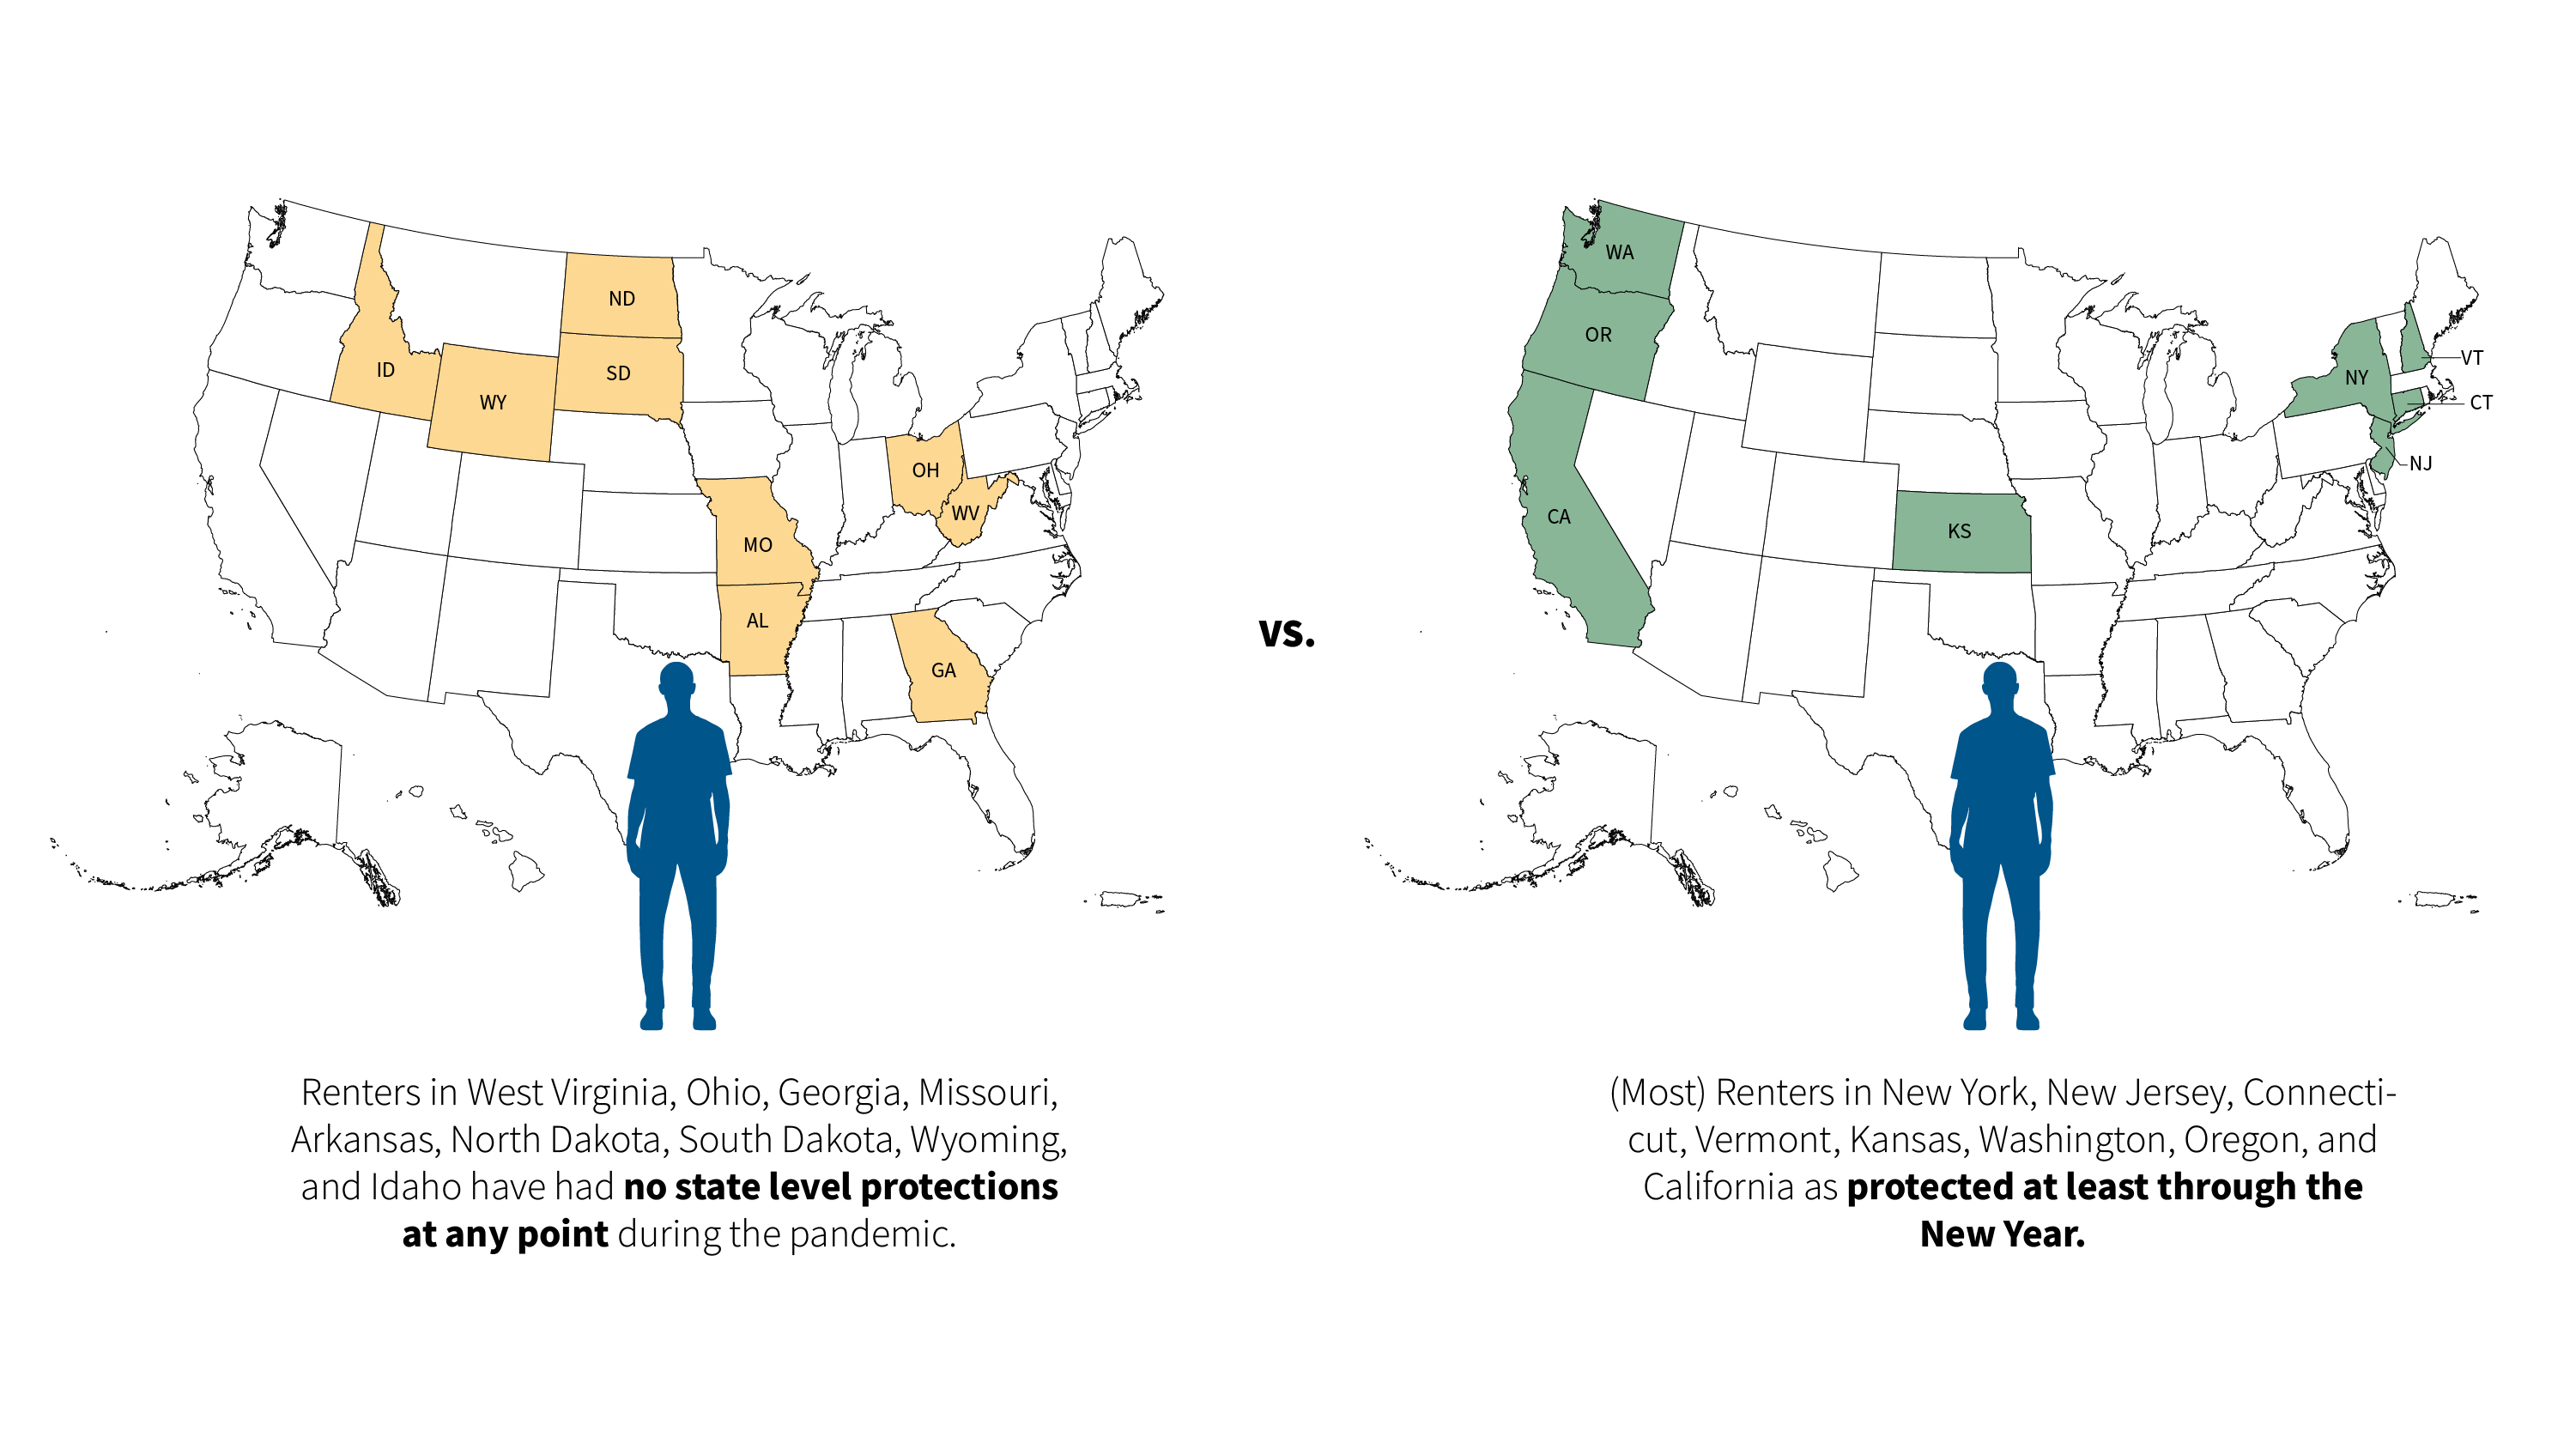 ND
ID
SD
WY
OH
WV
MO
AL
GA
Renters in West Virginia, Ohio, Georgia, Missouri,
Arkansas, North Dakota, South Dakota, Wyoming,
and Idaho have had no state level protections
at any point during the pandemic.
vs.
WA
OR
VT
NY
CT
NJ
CA
KS
(Most) Renters in New York, New Jersey, Connecti-
cut, Vermont, Kansas, Washington, Oregon, and
California as protected at least through the
New Year.